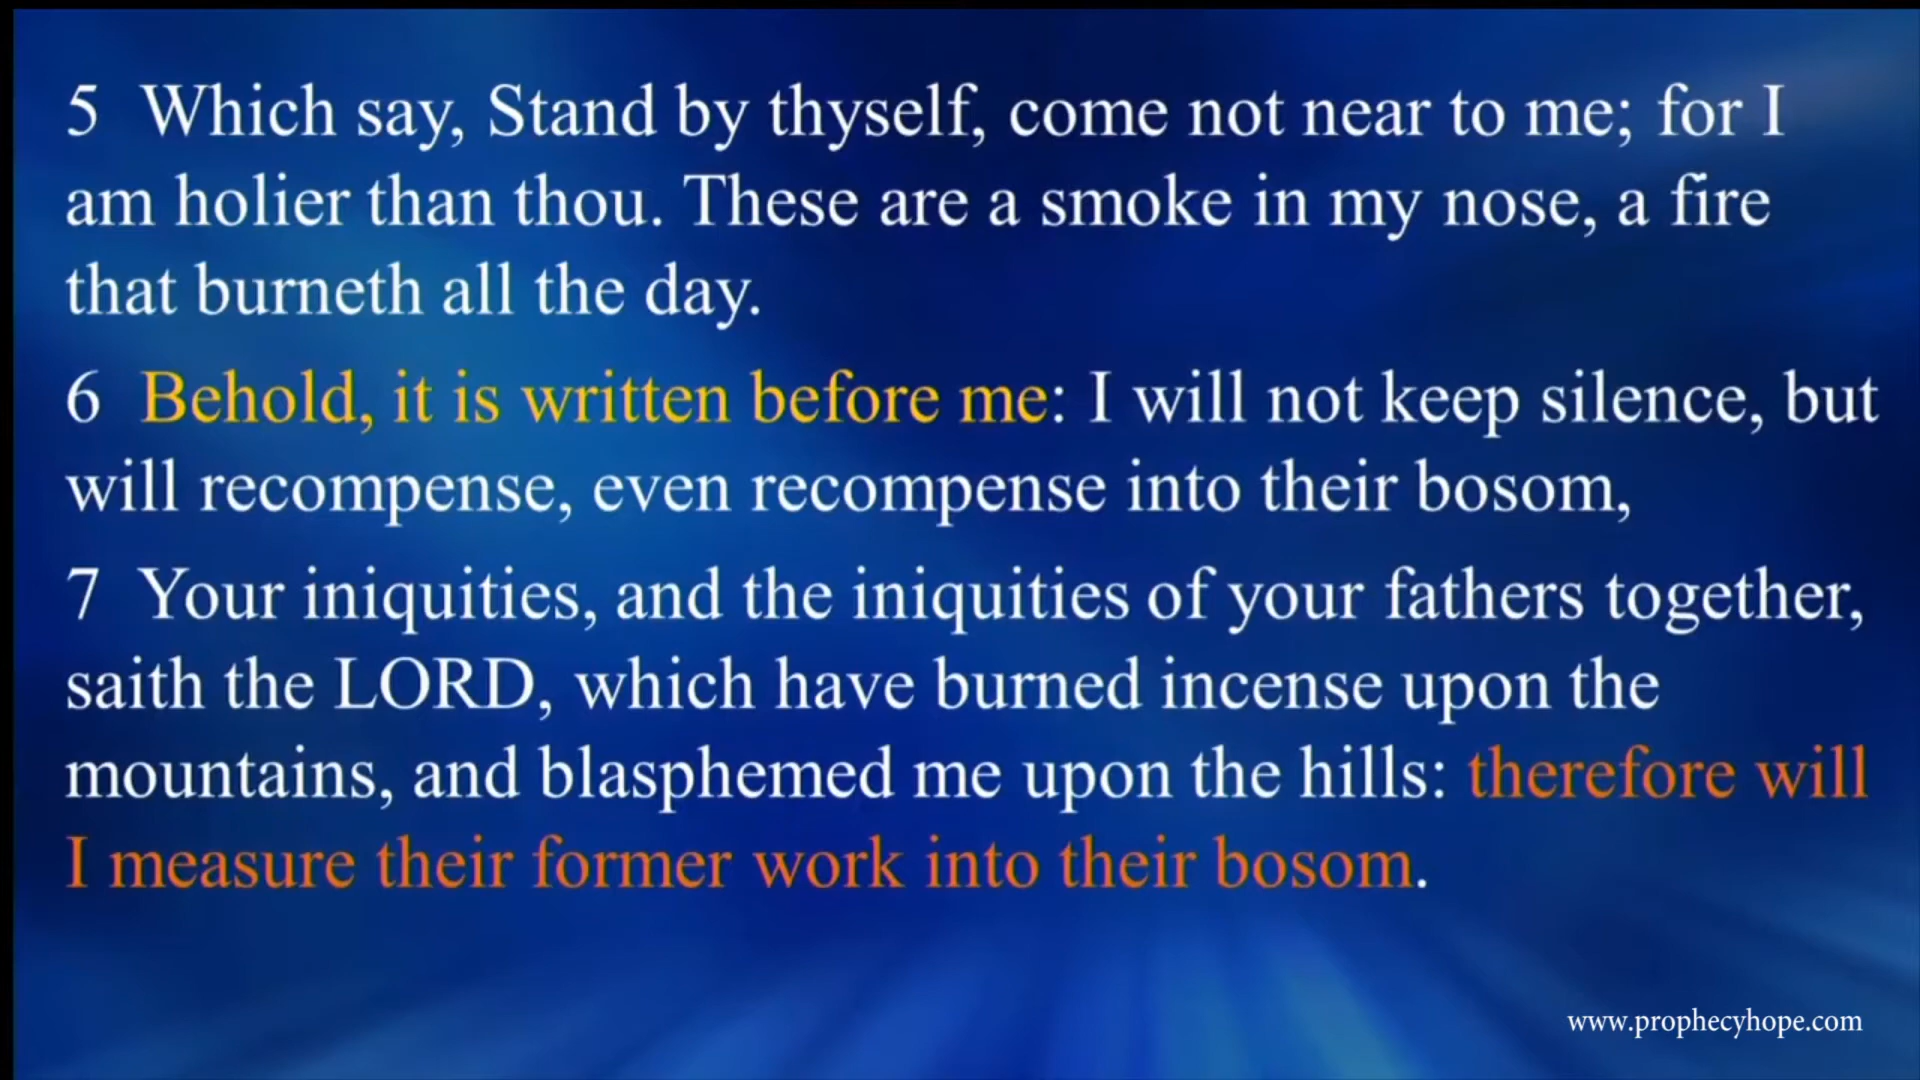 5 Which say, Stand by thyself, come not near to me; for I
am holier than thou. These are a smoke in my nose, a fire
that burneth all the day.
6 Behold, it is written before me: I will not keep silence, but
will recompense, even recompense into their bosom,
7 Your iniquities, and the iniquities of your fathers together,
saith the LORD, which have burned incense upon the
mountains, and blasphemed me upon the hills: therefore will
I measure their former work into their bosom.
www.prophecyhope.com